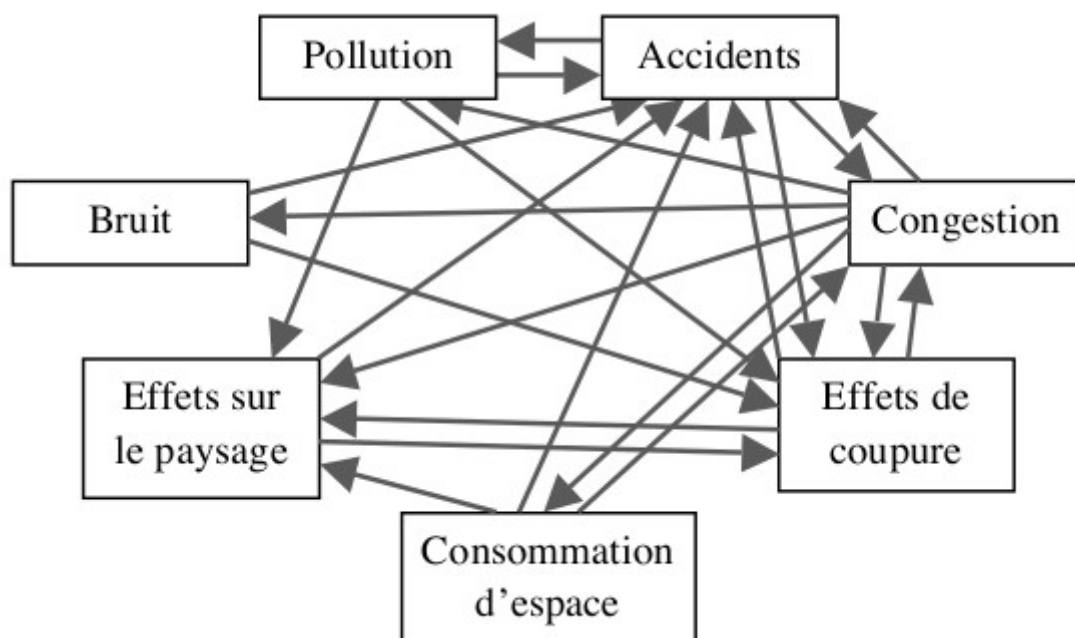 Pollution
Accidents
Bruit
Congestion
Effets sur
le paysage
Effets de
coupure
Consommation
d’espace